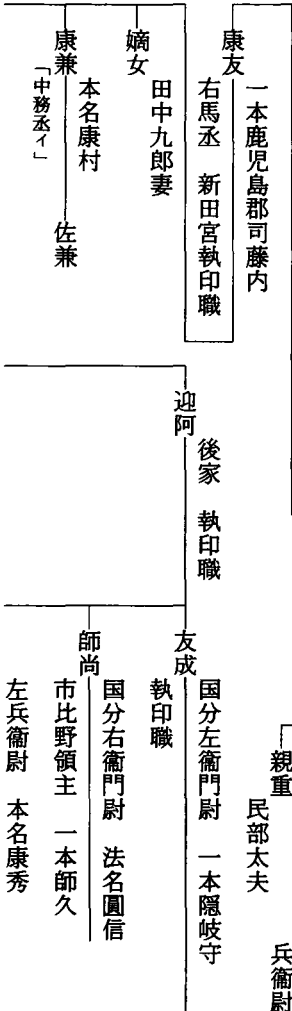 康友
一本鹿児島郡司藤内
右馬丞　新田宮執印職
嫡女
田中九郎妻
康兼
本名康村
「中務丞イ」
佐兼
迎阿
後家　執印職
親重
民部太夫
兵衞尉
友成
国分左衞門尉　一本隠岐守
執印職
師尚
国分右衞門尉　法名圓信
市比野領主　一本師久
左兵衞尉　本名康秀